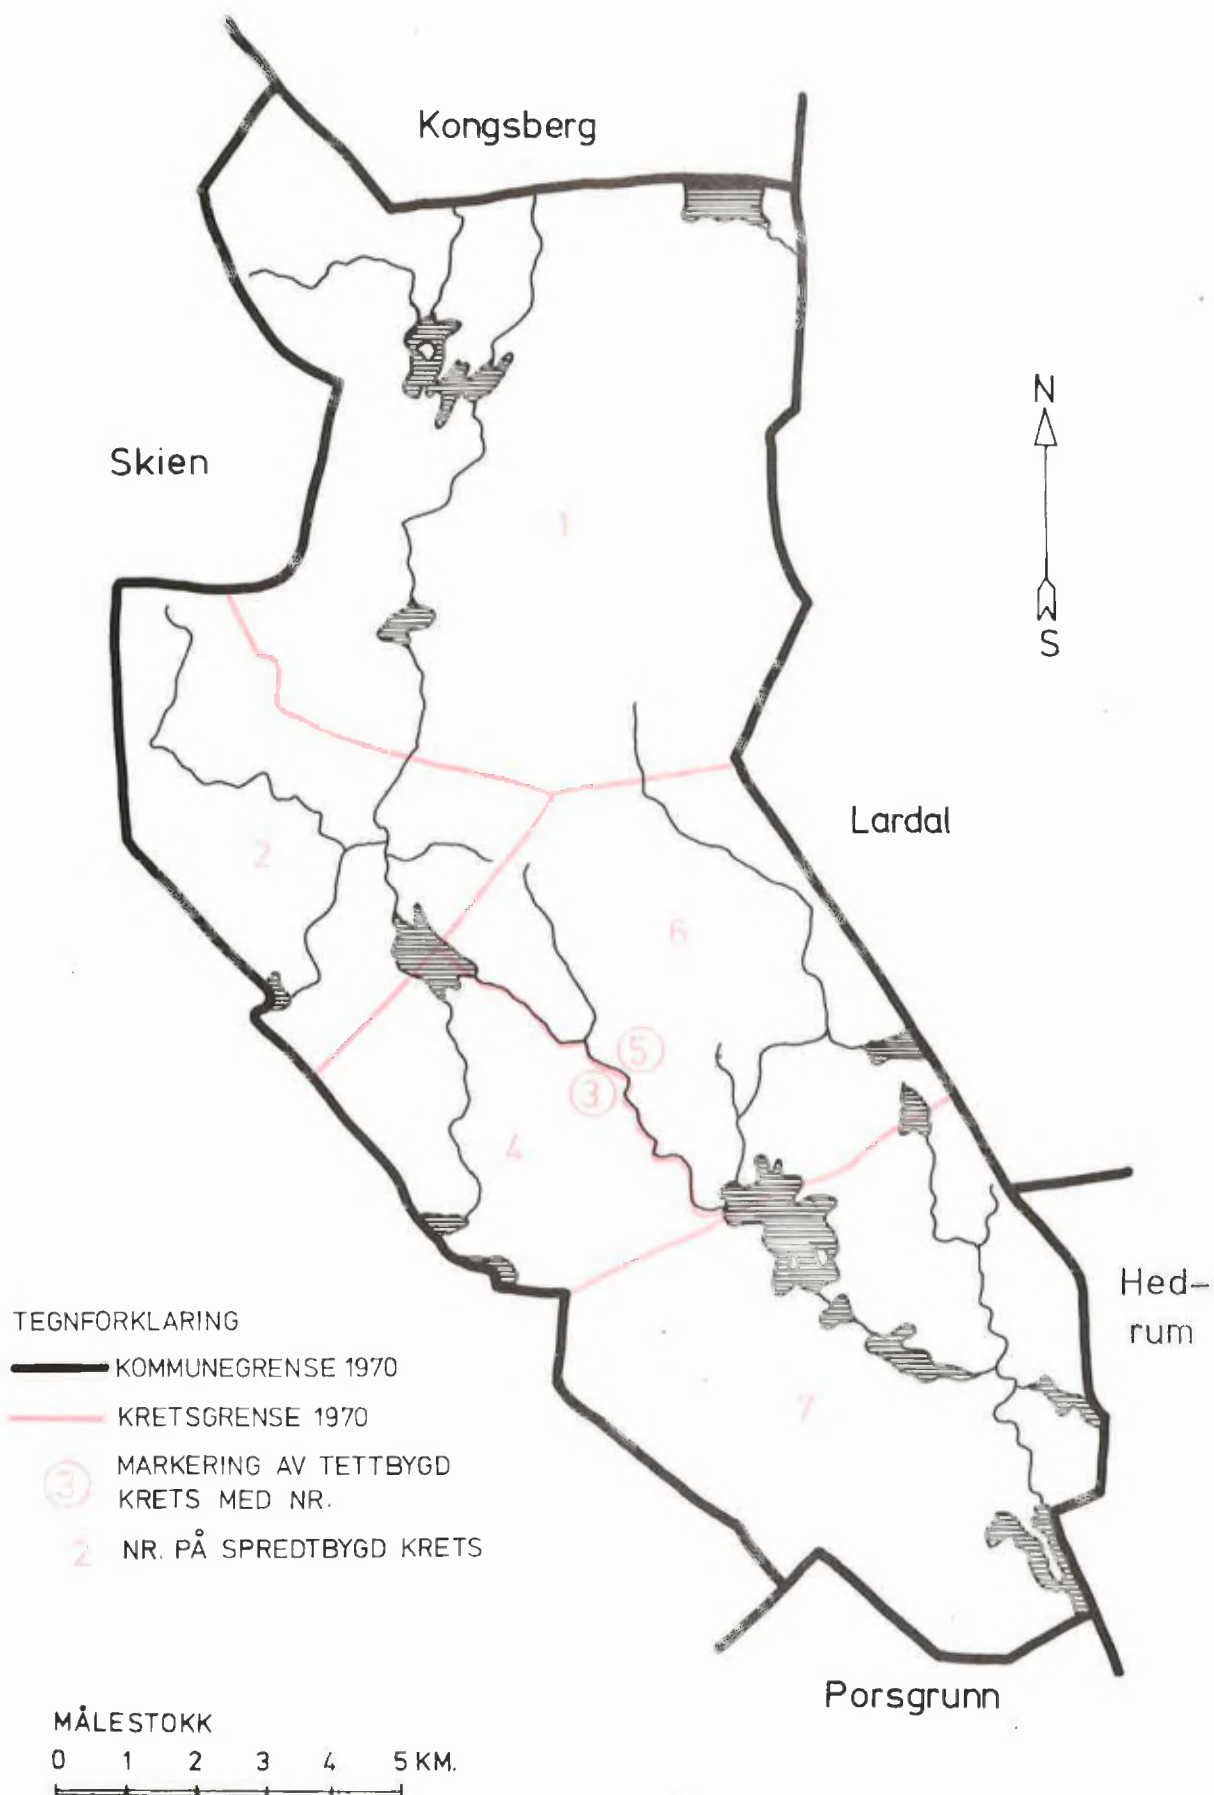 Kongsberg
N
Skien
1
S
Lardal
2
6
5
3
4
Hed-
rum
TEGNFORKLARING
KOMMUNEGRENSE 1970
KRETSGRENSE 1970
7
3 MARKERING AV TETTBYGD
KRETS MED NR.
2 NR. PÅ SPREDTBYGD KRETS
Porsgrunn
MÅLESTOKK
0 1 2 3 4 5 KM.